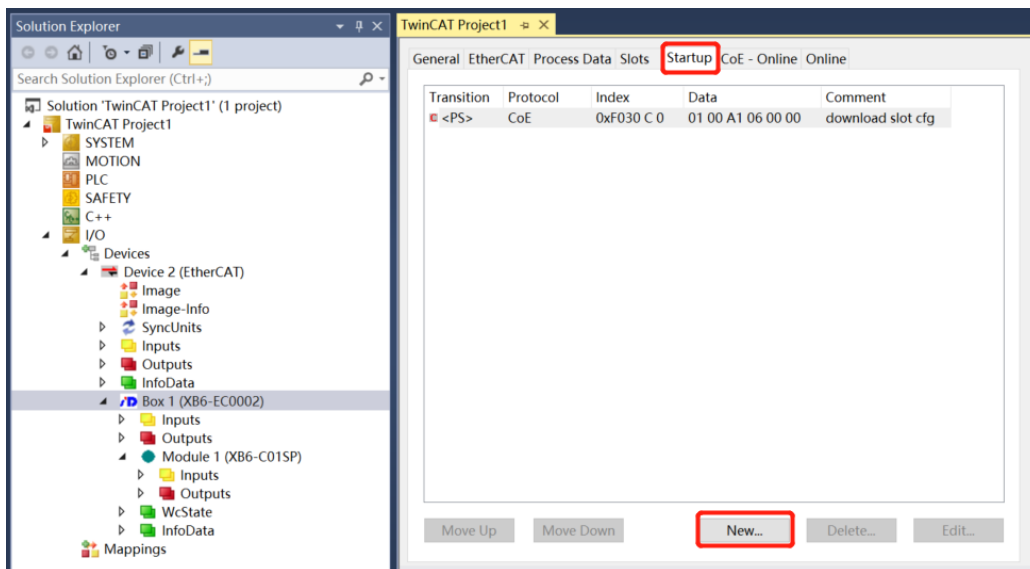 Solution Explorer
Search Solution Explorer (Ctrl+;)
Solution 'TwinCAT Project1' (1 project)
TwinCAT Project1
SYSTEM
MOTION
PLC
SAFETY
C++
I/O
Devices
Device 2 (EtherCAT)
Image
Image-Info
SyncUnits
Inputs
Outputs
InfoData
Box 1 (XB6-EC0002)
Inputs
Outputs
Module 1 (XB6-C01SP)
Inputs
Outputs
WcState
InfoData
Mappings
TwinCAT Project1
General EtherCAT Process Data Slots Startup CoE - Online Online
Transition Protocol Index Data Comment
<PS> CoE 0xF030 C 0 01 00 A1 06 00 00 download slot cfg
Move Up Move Down New... Delete... Edit...